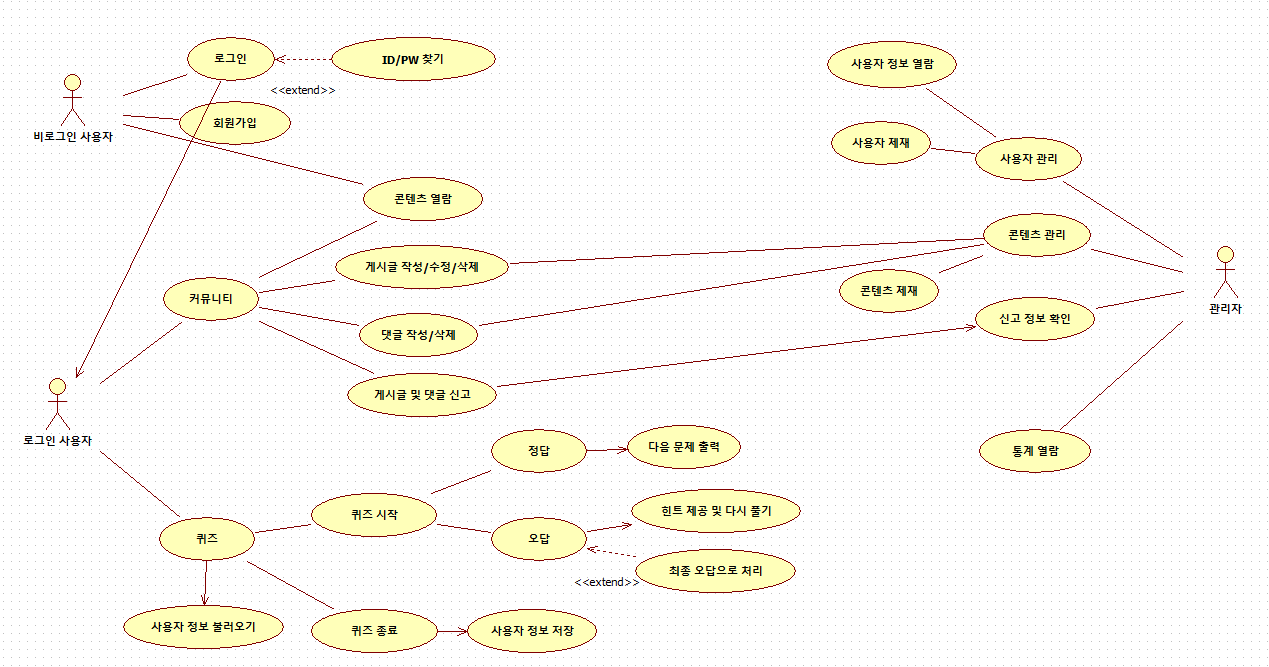 로그인
ID/PW 찾기
<<extend>>
비로그인 사용자
회원가입
콘텐츠 열람
게시글 작성/수정/삭제
커뮤니티
댓글 작성/삭제
게시글 및 댓글 신고
로그인 사용자
사용자 정보 열람
사용자 제재
사용자 관리
콘텐츠 관리
콘텐츠 제재
신고 정보 확인
관리자
통계 열람
정답
다음 문제 출력
퀴즈 시작
힌트 제공 및 다시 풀기
오답
퀴즈
최종 오답으로 처리
<<extend>>
사용자 정보 불러오기
퀴즈 종료
사용자 정보 저장